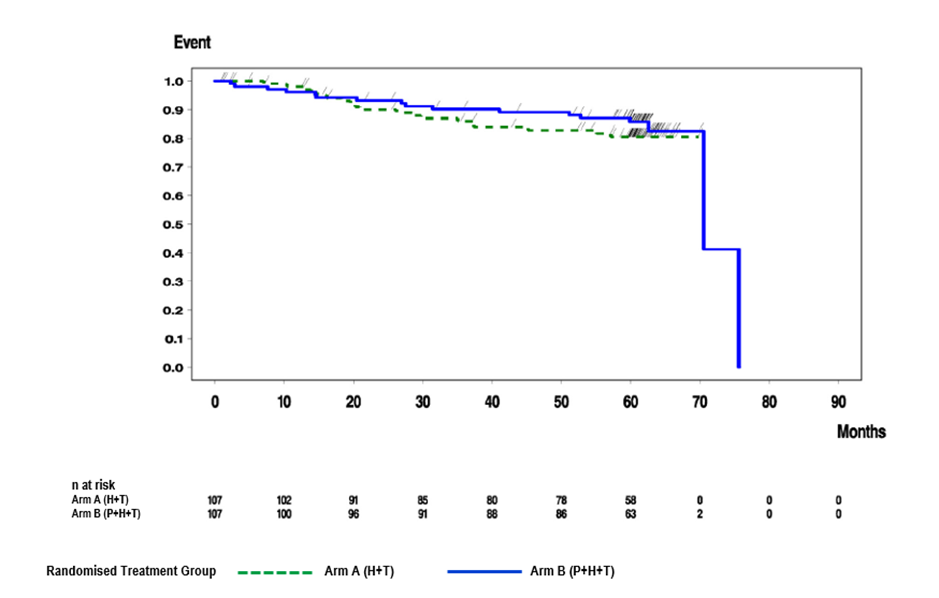 Event
1.0
0.9
0.8
0.7
0.6
0.5
0.4
0.3
0.2
0.1
0.0
0 10 20 30 40 50 60 70 80 90
Months
n at risk
Arm A (H+T) 107 102 91 85 80 78 58 0 0 0
Arm B (P+H+T) 107 100 96 91 88 86 63 2 0 0
Randomised Treatment Group Arm A (H+T) Arm B (P+H+T)